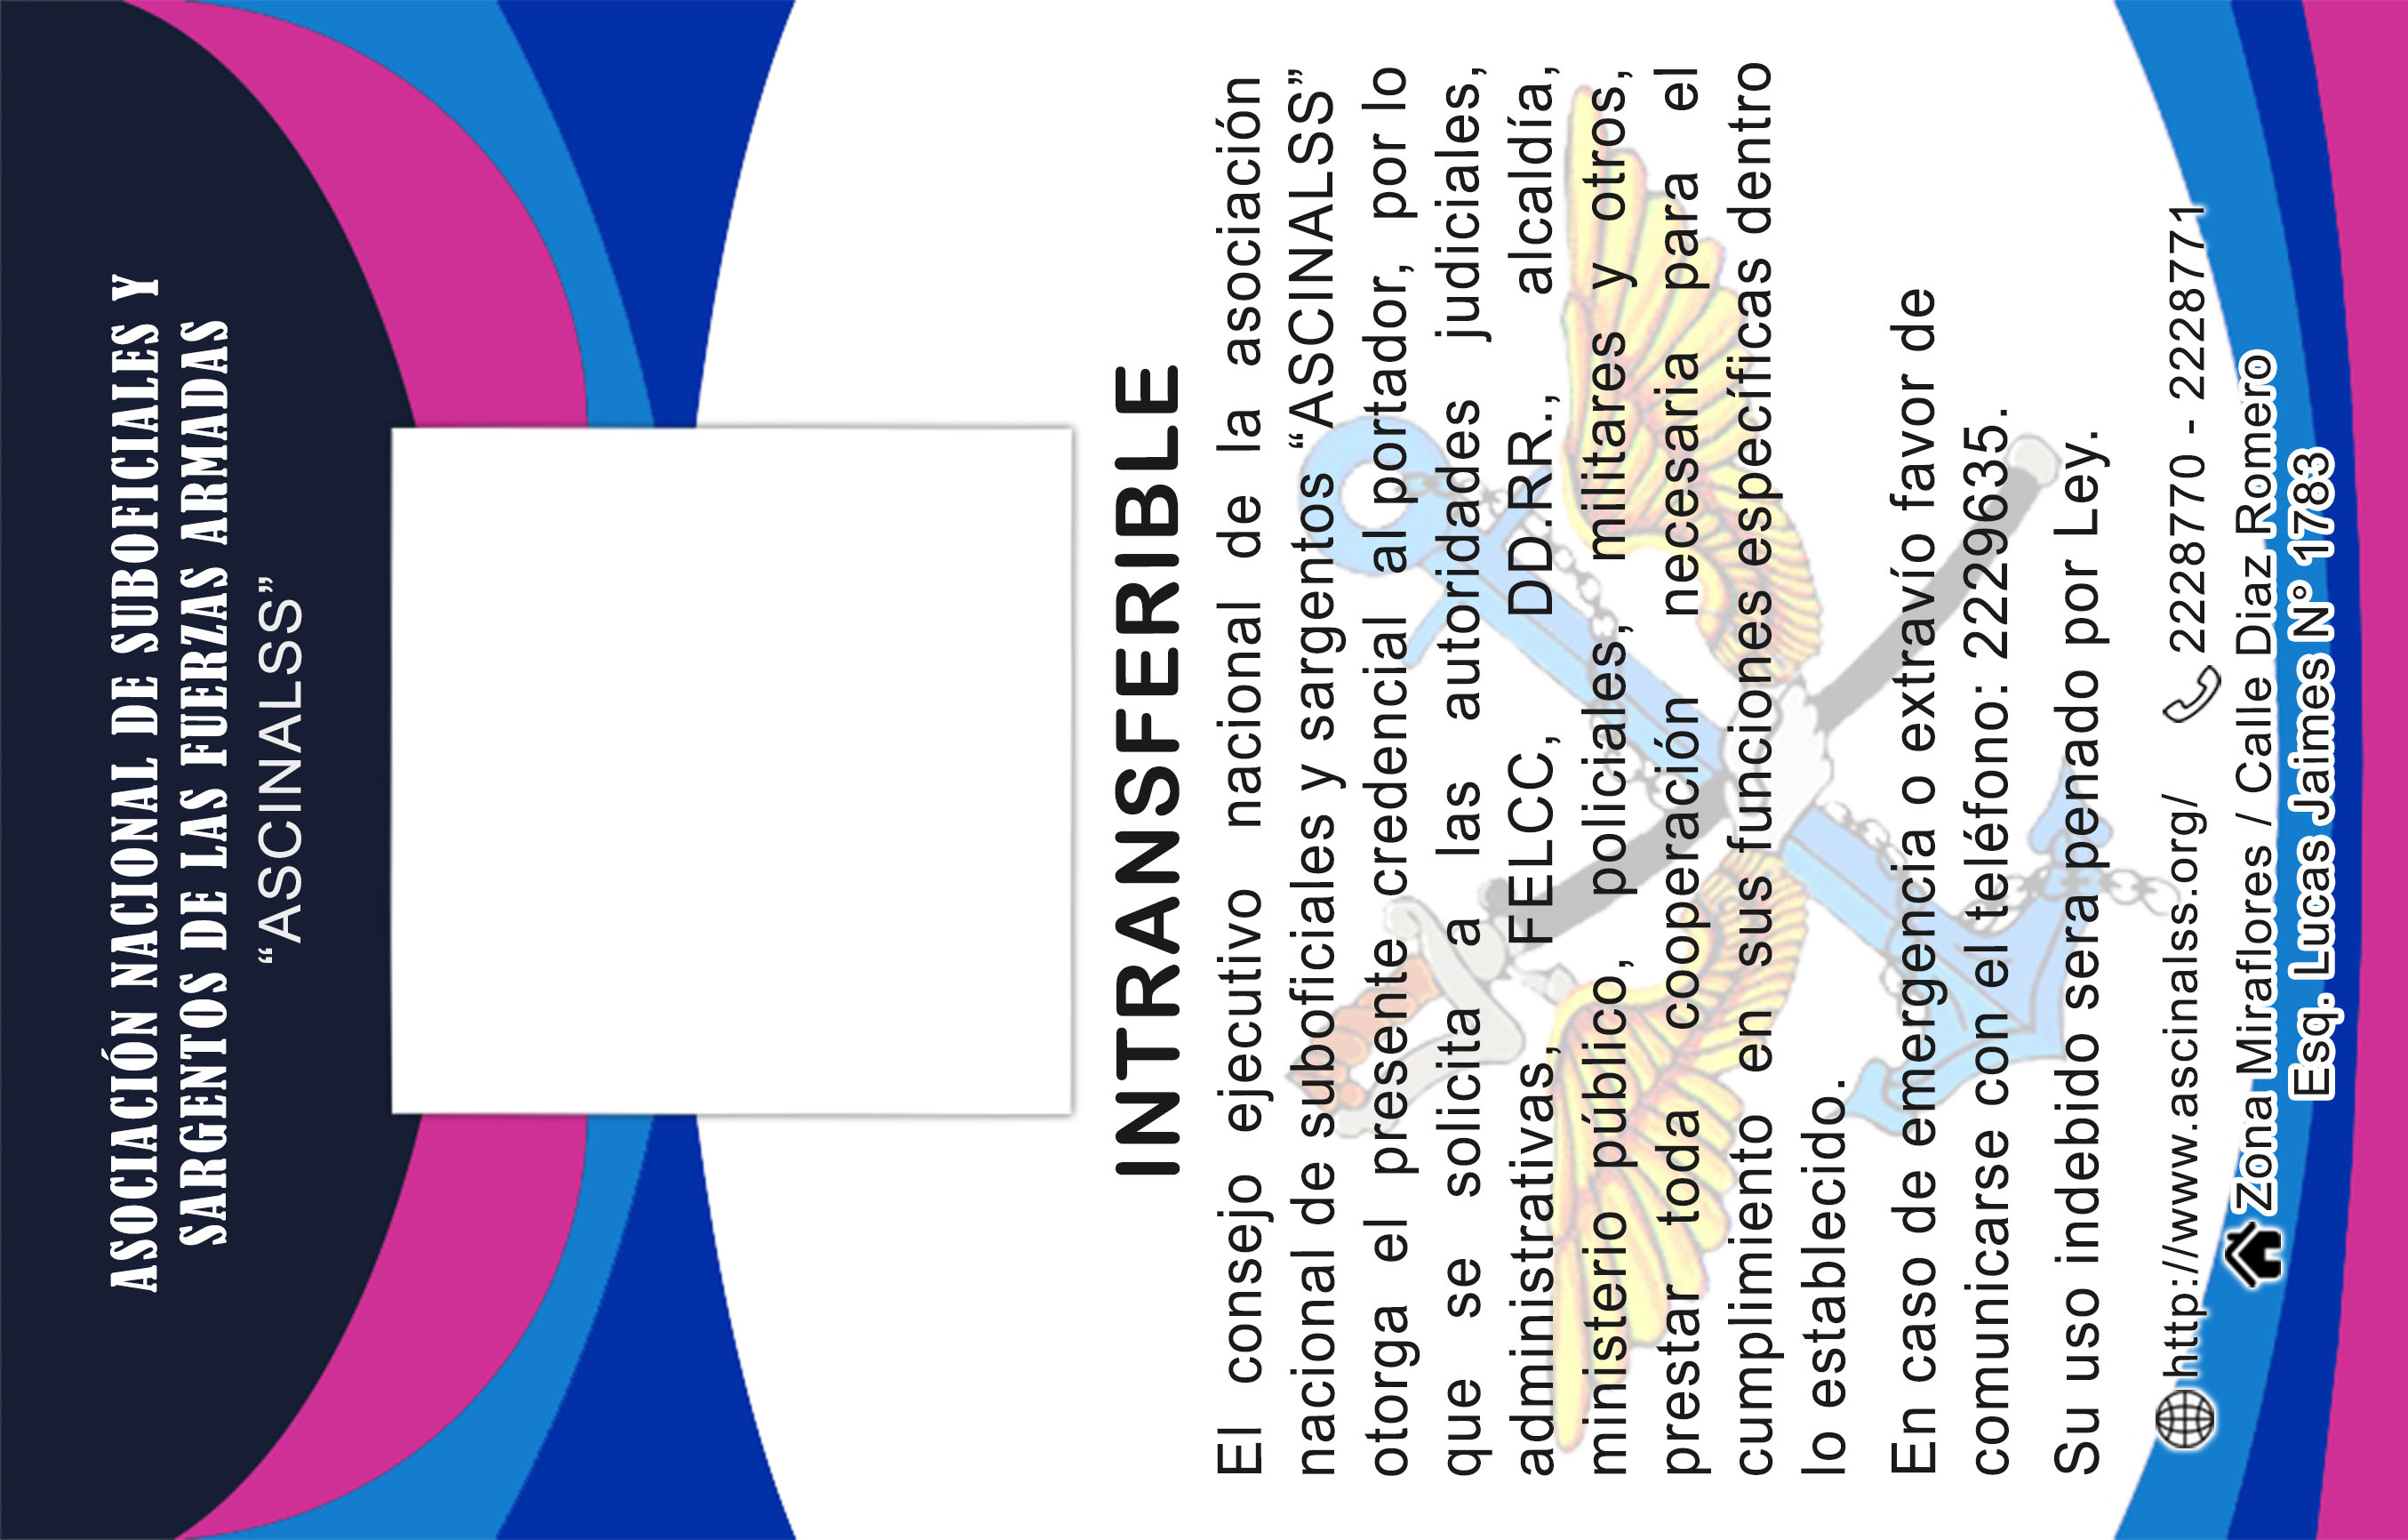 ASOCIACIÓN NACIONAL DE SUBOFICIALES Y
SARGENTOS DE LAS FUERZAS ARMADAS
“ASCINALSS”
INTRANSFERIBLE
El consejo ejecutivo nacional de la asociación
nacional de suboficiales y sargentos “ASCINALSS”
otorga el presente credencial al portador, por lo
que se solicita a las autoridades judiciales,
administrativas, FELCC, DD.RR., alcaldía,
ministerio público, policiales, militares y otros,
prestar toda cooperación necesaria para el
cumplimiento en sus funciones específicas dentro
lo establecido.
En caso de emergencia o extravío favor de
comunicarse con el teléfono: 2229635.
Su uso indebido sera penado por Ley.
http://www.ascinalss.org/ 2228770 - 2228771
Zona Miraflores / Calle Diaz Romero
Esq. Lucas Jaimes N° 1783